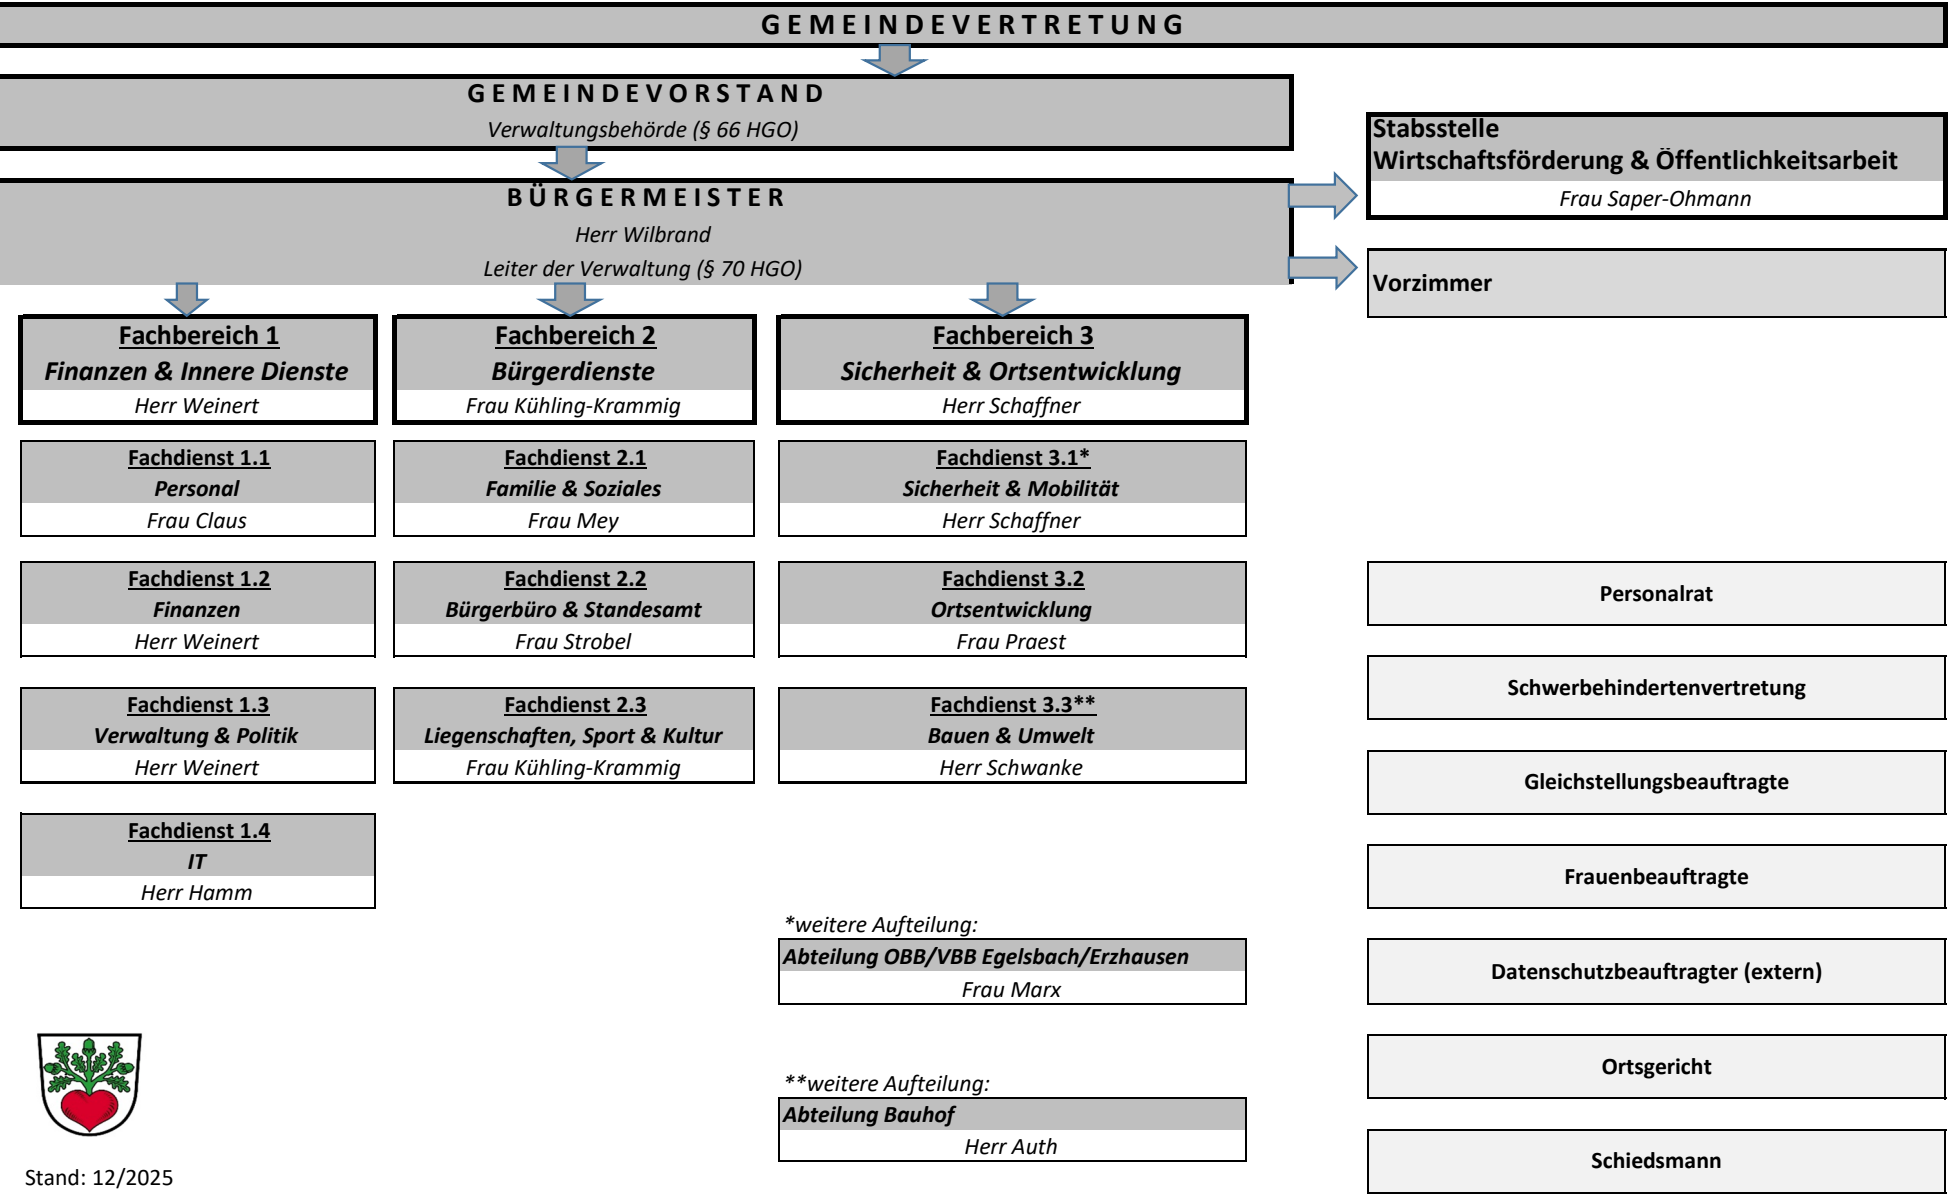 GEMEINDEVERTRETUNG
GEMEINDEVORSTAND
Verwaltungsbehörde (§ 66 HGO)
BÜRGERMEISTER
Herr Wilbrand
Leiter der Verwaltung (§ 70 HGO)
Stabsstelle
Wirtschaftsförderung & Öffentlichkeitsarbeit
Frau Saper-Ohmann
Vorzimmer
Fachbereich 1
Finanzen & Innere Dienste
Herr Weinert
Fachdienst 1.1
Personal
Frau Claus
Fachdienst 1.2
Finanzen
Herr Weinert
Fachdienst 1.3
Verwaltung & Politik
Herr Weinert
Fachdienst 1.4
IT
Herr Hamm
Fachbereich 2
Bürgerdienste
Frau Kühling-Krammig
Fachdienst 2.1
Familie & Soziales
Frau Mey
Fachdienst 2.2
Bürgerbüro & Standesamt
Frau Strobel
Fachdienst 2.3
Liegenschaften, Sport & Kultur
Frau Kühling-Krammig
Fachbereich 3
Sicherheit & Ortsentwicklung
Herr Schaffner
Fachdienst 3.1*
Sicherheit & Mobilität
Herr Schaffner
Fachdienst 3.2
Ortsentwicklung
Frau Praest
Fachdienst 3.3**
Bauen & Umwelt
Herr Schwanke
*weitere Aufteilung:
Abteilung OBB/VBB Egelsbach/Erzhausen
Frau Marx
**weitere Aufteilung:
Abteilung Bauhof
Herr Auth
Personalrat
Schwerbehindertenvertretung
Gleichstellungsbeauftragte
Frauenbeauftragte
Datenschutzbeauftragter (extern)
Ortsgericht
Schiedsmann
Stand: 12/2025